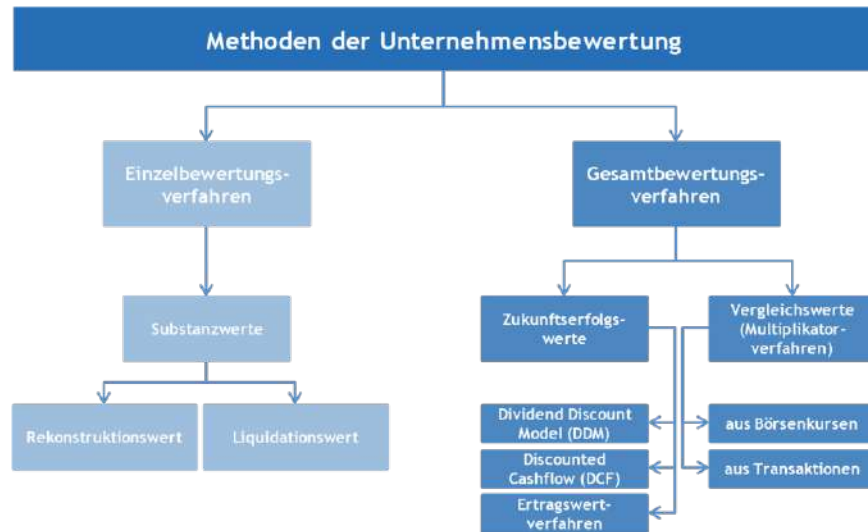 Methoden der Unternehmensbewertung
Einzelbewertungs-
verfahren
Gesamtbewertungs-
verfahren
Substanzwerte
Zukunftserfolgs-
werte
Vergleichswerte
(Multiplikator-
verfahren)
Rekonstruktionswert
Liquidationswert
Dividend Discount
Model (DDM)
aus Börsenkursen
Discounted
Cashflow (DCF)
aus Transaktionen
Ertragswert-
verfahren